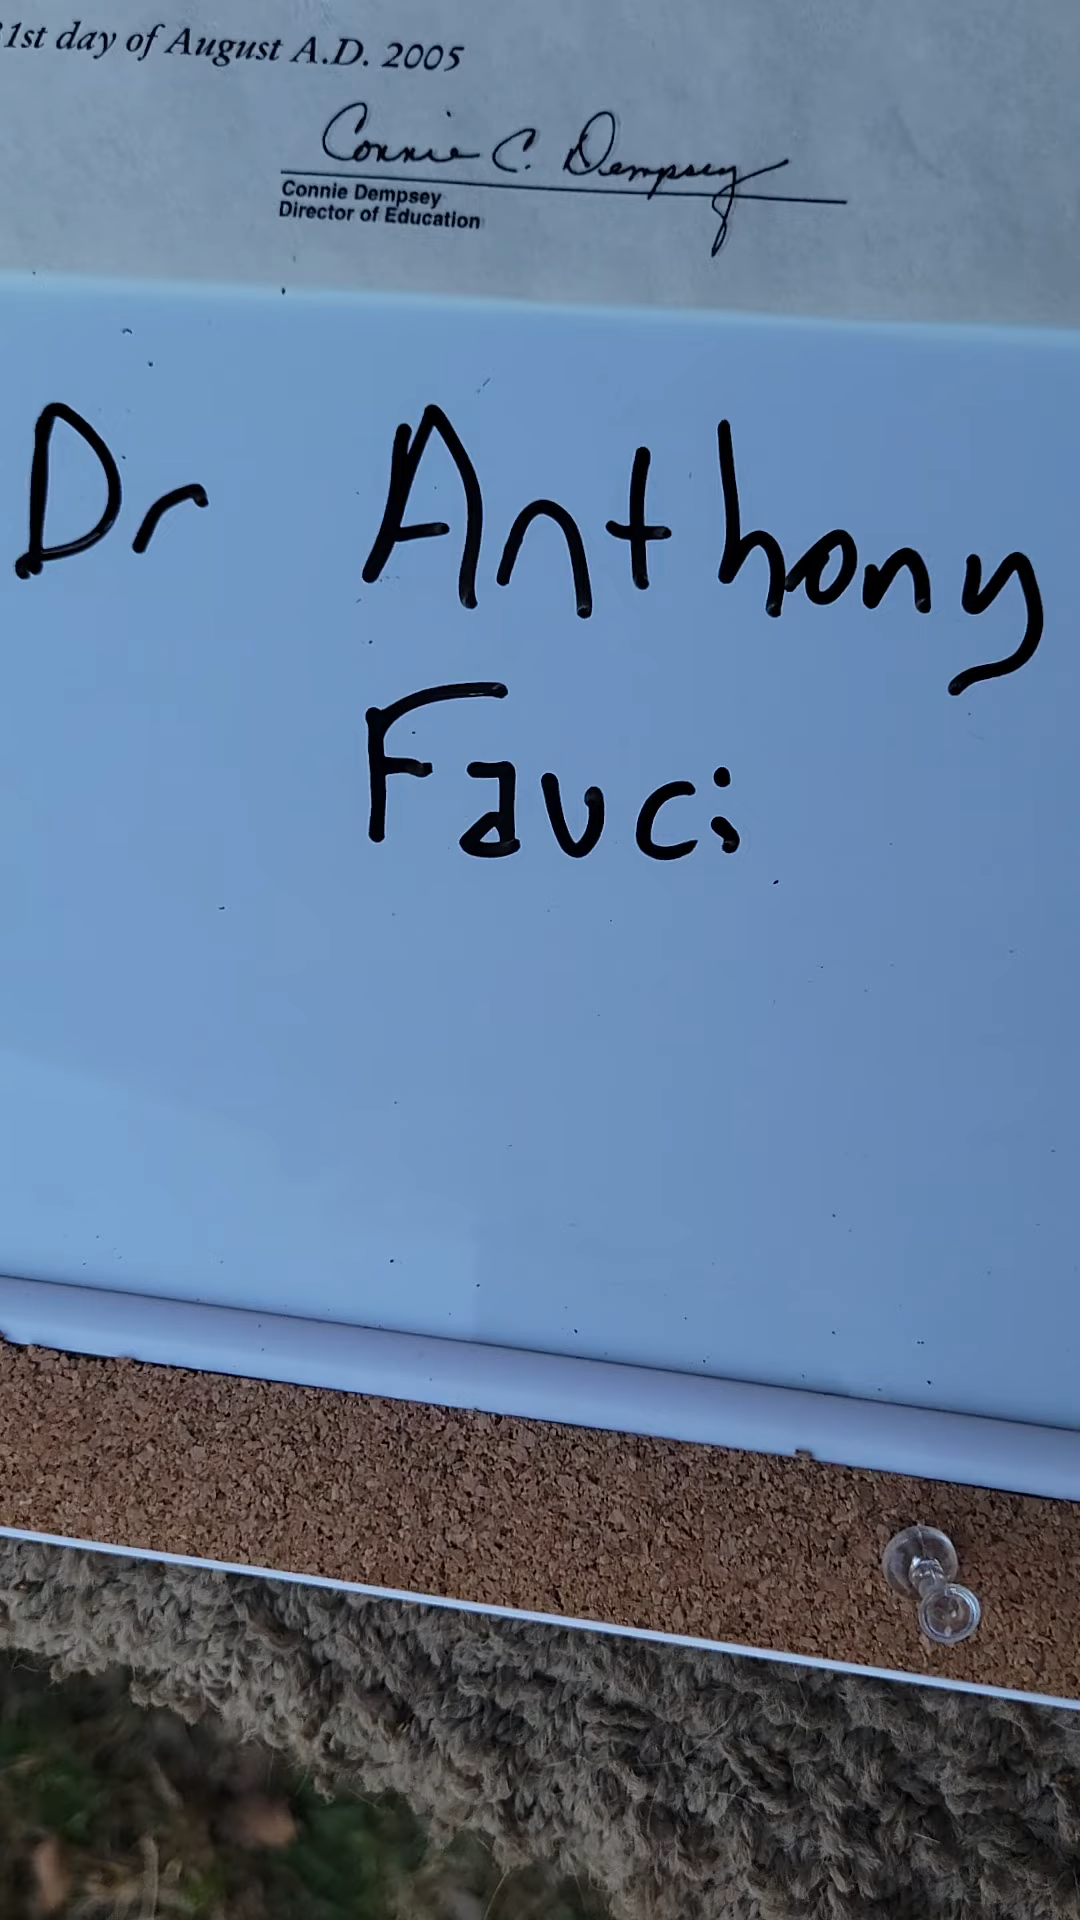 1st day of August A.D. 2005
Connie C. Dempsey
Connie Dempsey
Director of Education
Dr Anthony
Fauci